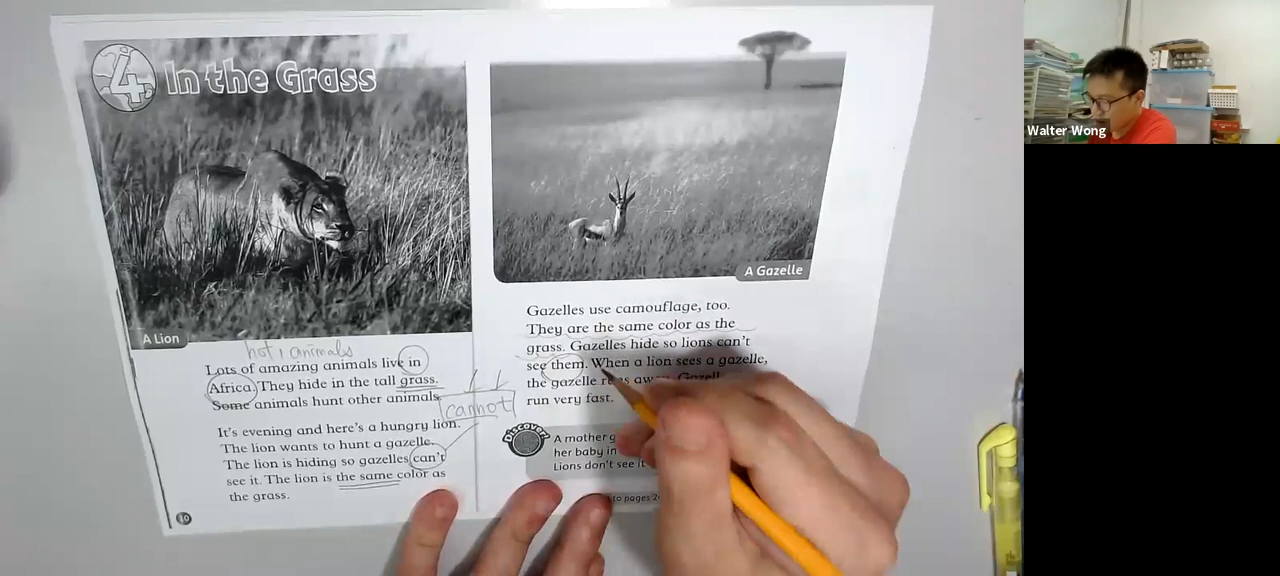 4 In the Grass
A Lion
hot, animals
Lots of amazing animals live in
Africa. They hide in the tall grass.
Some animals hunt other animals.
cannot
It's evening and here's a hungry lion.
The lion wants to hunt a gazelle.
The lion is hiding so gazelles can't
see it. The lion is the same color as
the grass.
10
A Gazelle
Gazelles use camouflage, too.
They are the same color as the
grass. Gazelles hide so lions can't
see them. When a lion sees a gazelle,
the gazelle runs away.
run very fast.
Discover!
A mother
her baby in
Lions don't see it
to pages
Walter Wong